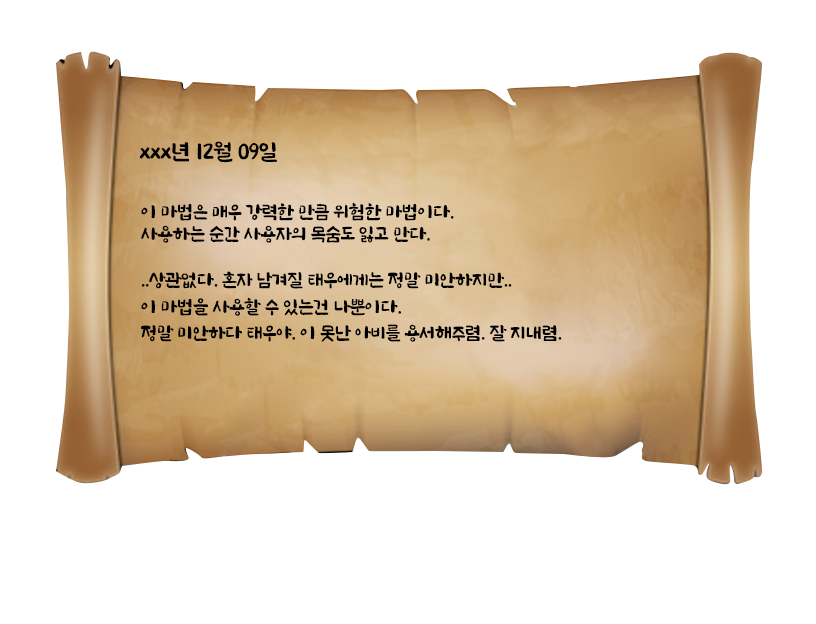 xxx년 12월 09일
이 마법은 매우 강력한 만큼 위험한 마법이다.
사용하는 순간 사용자의 목숨도 잃고 만다.
..상관없다. 혼자 남겨질 태우에게는 정말 미안하지만..
이 마법을 사용할 수 있는건 나뿐이다.
정말 미안하다 태우야. 이 못난 아비를 용서해주렴. 잘 지내렴.